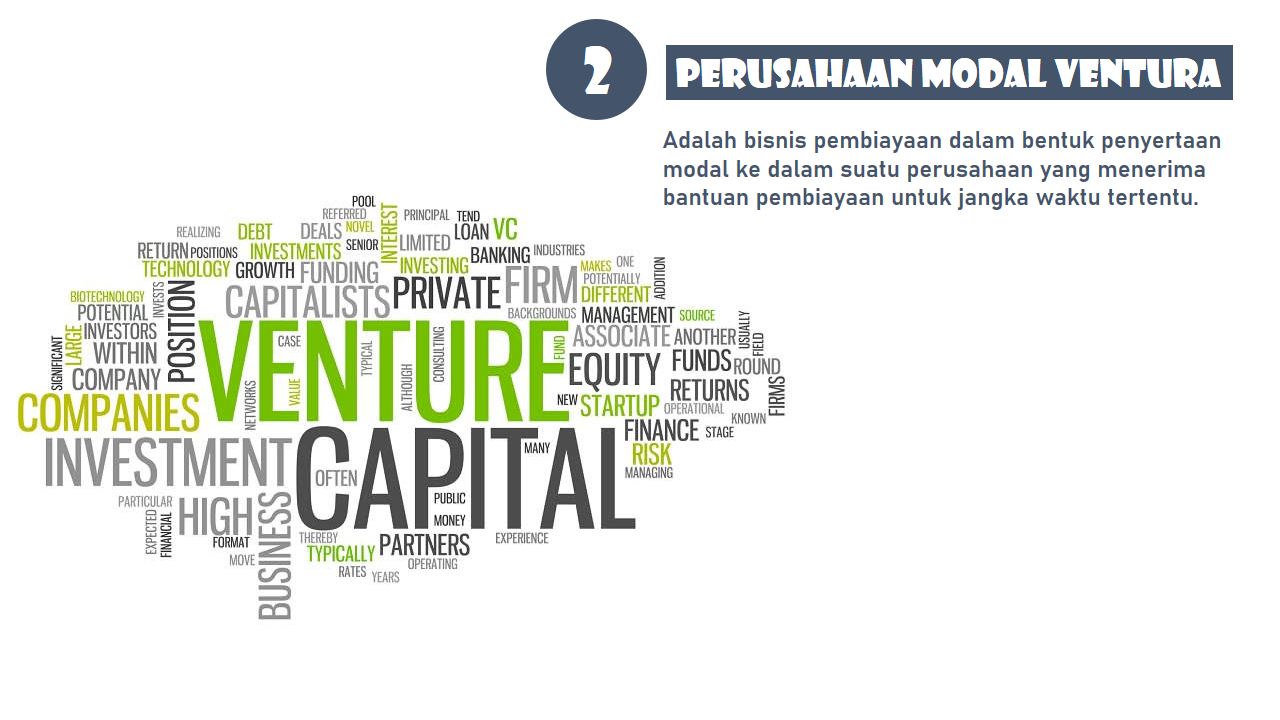 2
PERUSAHAAN MODAL VENTURA
Adalah bisnis pembiayaan dalam bentuk penyertaan
modal ke dalam suatu perusahaan yang menerima
bantuan pembiayaan untuk jangka waktu tertentu.
POOL
REFERRED
INTEREST
PRINCIPAL
TEND
REALIZING
DEBT
DEALS
NOVEL
LOAN
VC
RETURN
POSITIONS
INVESTMENTS
SENIOR
LIMITED
BANKING
INDUSTRIES
TECHNOLOGY
GROWTH
FUNDING
INVESTING
FIRM
MAKES
ONE
ADDITION
POTENTIALLY
BIOTECHNOLOGY
INVESTS
POSITION
CAPITALISTS
PRIVATE
DIFFERENT
POTENTIAL
BACKGROUNDS
MANAGEMENT
SOURCE
SIGNIFICANT
LARGE
INVESTORS
VENTURE
CASE
TYPICAL
CONSULTING
FUND
ASSOCIATE
ANOTHER
USUALLY
FIELD
WITHIN
COMPANY
EQUITY
FUNDS
ROUND
NETWORKS
VALUE
ALTHOUGH
RETURNS
FIRMS
COMPANIES
NEW
STARTUP
OPERATIONAL
KNOWN
FINANCE
STAGE
INVESTMENT
CAPITAL
MANY
RISK
OFTEN
MANAGING
PARTICULAR
HIGH
BUSINESS
PUBLIC
EXPECTED
FINANCIAL
MONEY
FORMAT
THEREBY
EXPERIENCE
MOVE
TYPICALLY
PARTNERS
OPERATING
RATES
YEARS